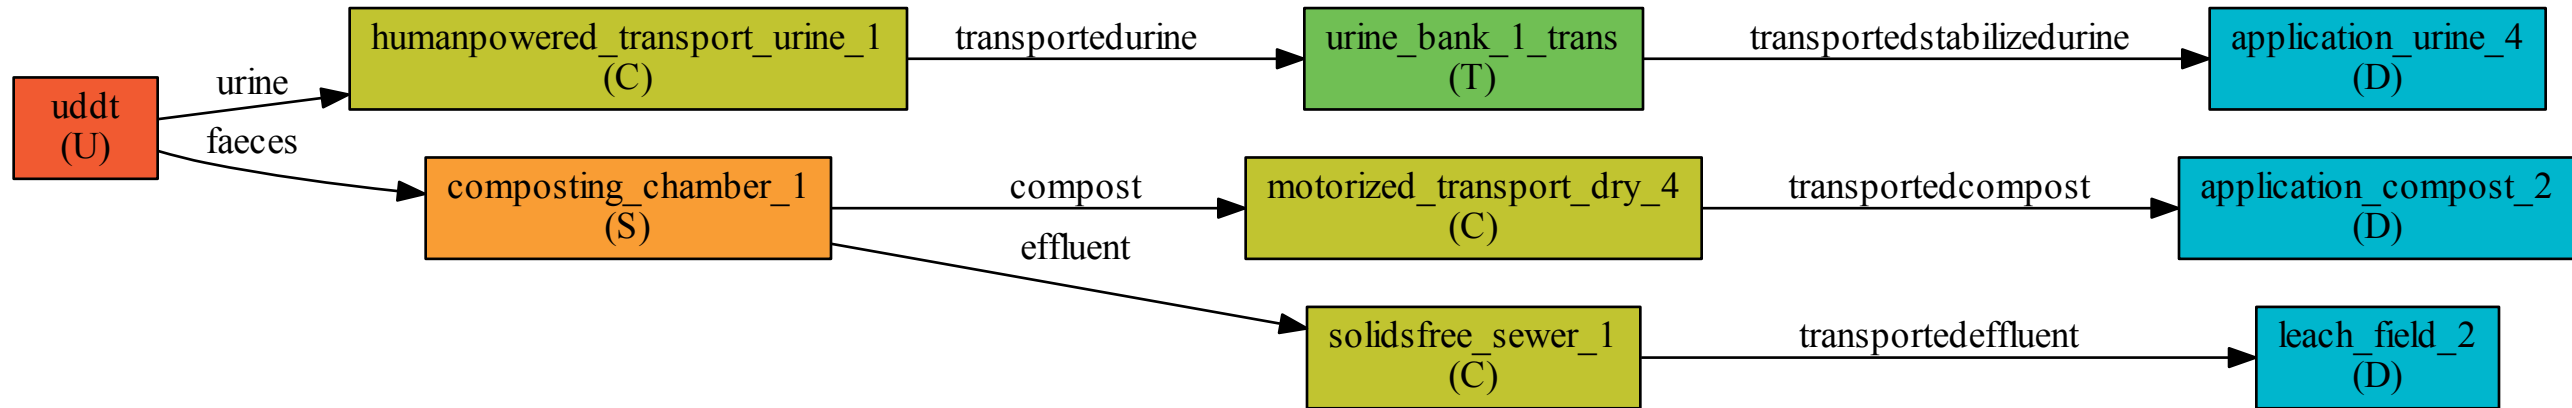 uddt
(U)
urine
faeces
humanpowered_transport_urine_1
(C)
transportedurine
urine_bank_1_trans
(T)
transportedstabilizedurine
application_urine_4
(D)
composting_chamber_1
(S)
compost
effluent
motorized_transport_dry_4
(C)
transportedcompost
application_compost_2
(D)
solidsfree_sewer_1
(C)
transportedeffluent
leach_field_2
(D)